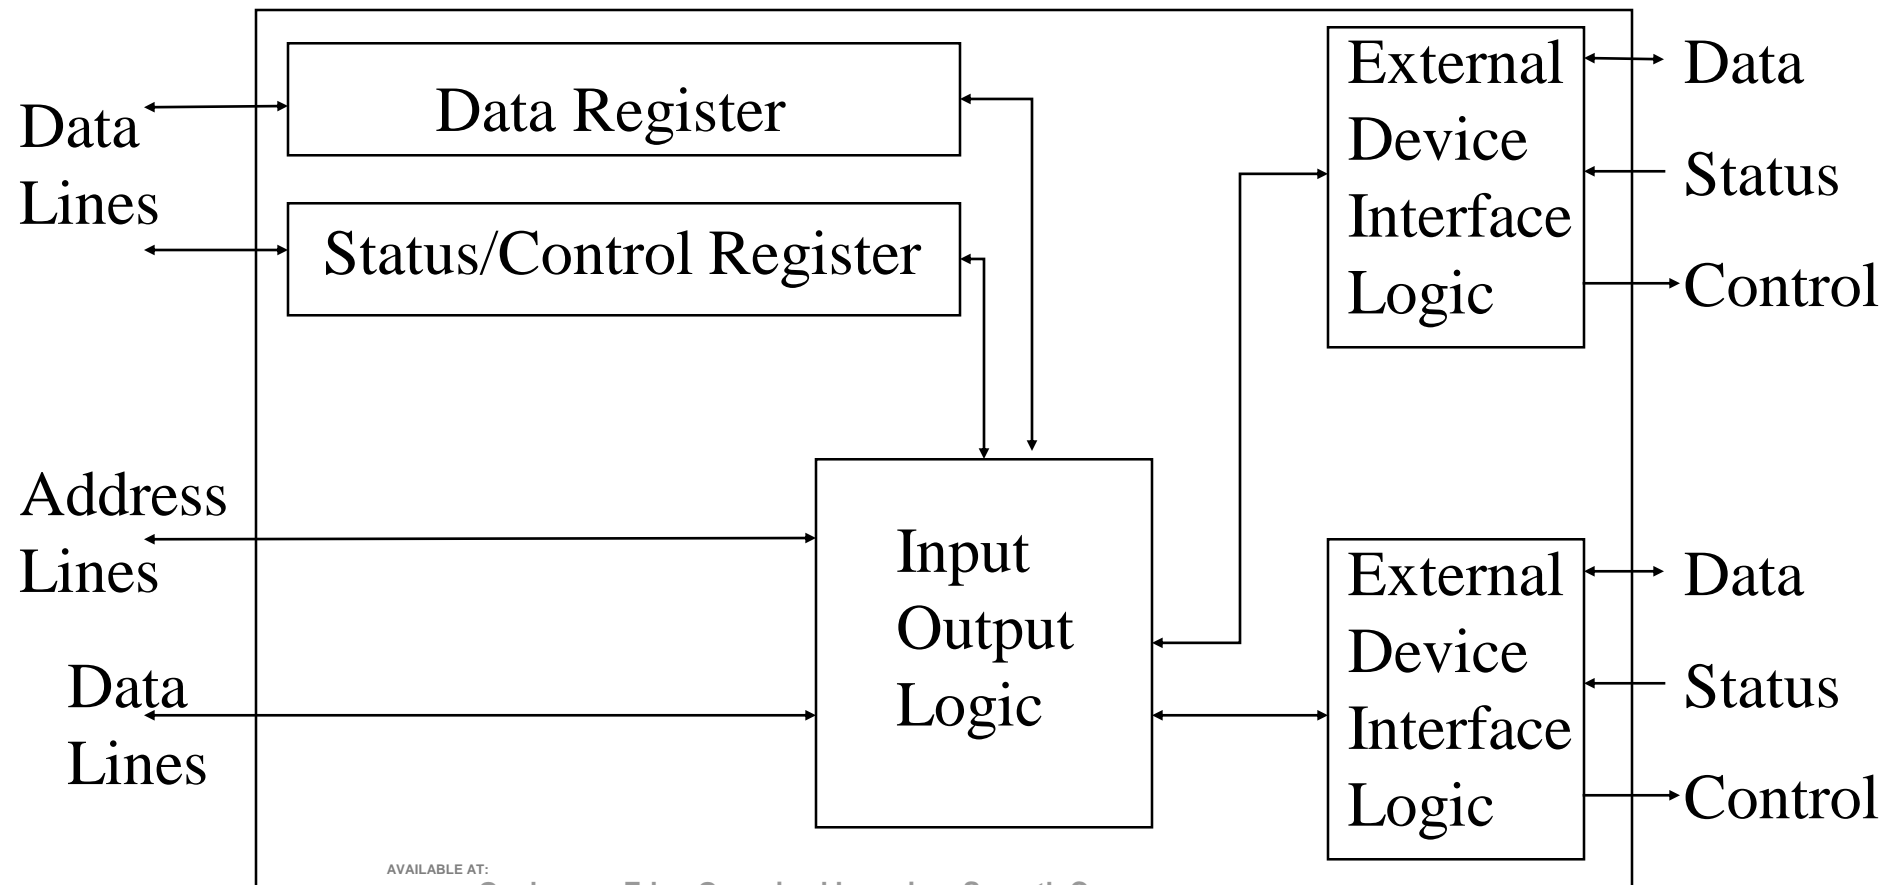 Data
Lines
Data Register
Status/Control Register
Address
Lines
Data
Lines
Input
Output
Logic
External
Device
Interface
Logic
Data
Status
Control
External
Device
Interface
Logic
Data
Status
Control
AVAILABLE AT: